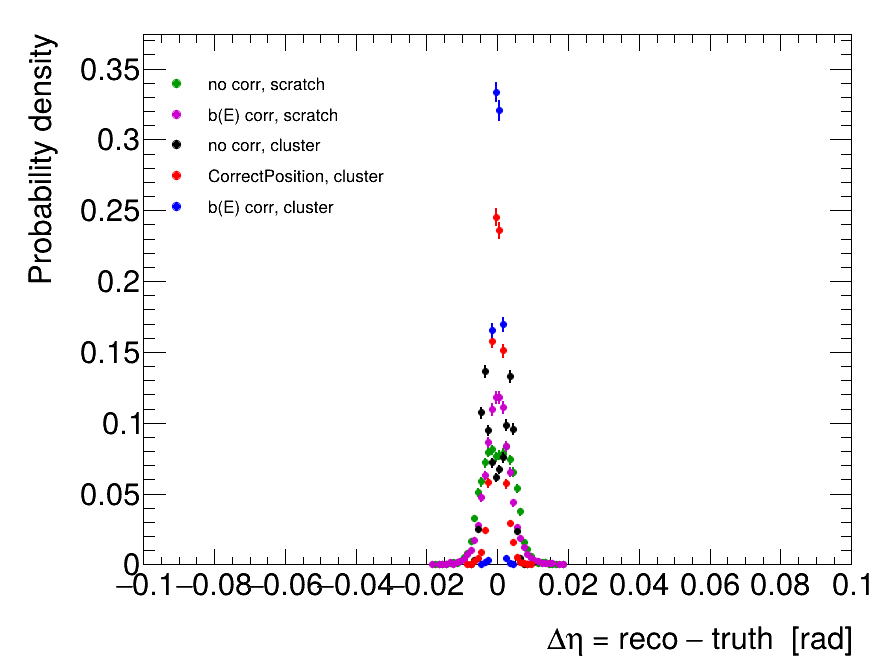 Probability density
0.35
0.3
0.25
0.2
0.15
0.1
0.05
0
no corr, scratch
b(E) corr, scratch
no corr, cluster
CorrectPosition, cluster
b(E) corr, cluster
−0.1 −0.08 −0.06 −0.04 −0.02 0 0.02 0.04 0.06 0.08 0.1
Δη = reco − truth [rad]